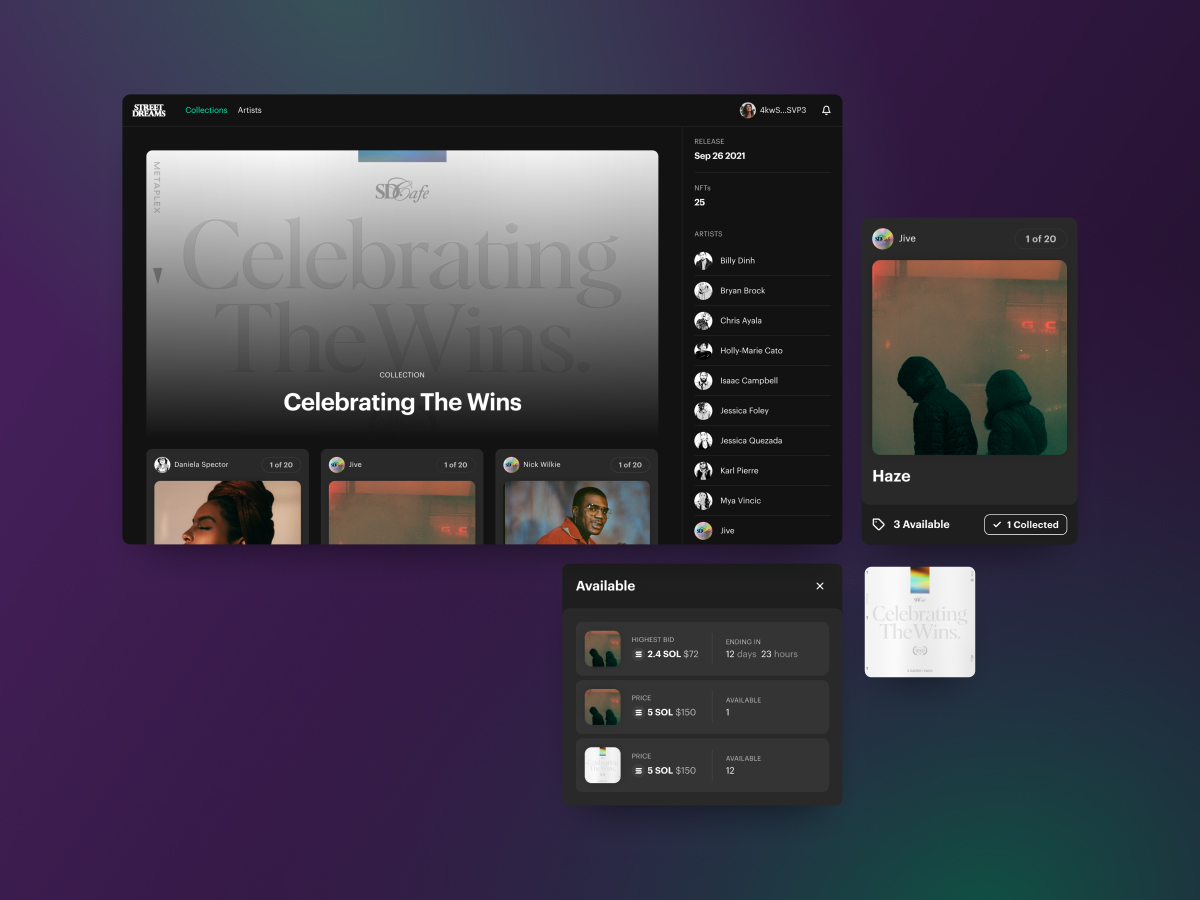 STREET
DREAMS
Collections
Artists
4kwS...SVP3
METAPLEX
SDCafe
Celebrating
The Wins.
COLLECTION
Celebrating The Wins
Daniela Spector
1 of 20
Jive
1 of 20
Nick Wilkie
1 of 20
RELEASE
Sep 26 2021
NFTs
25
ARTISTS
Billy Dinh
Bryan Brock
Chris Ayala
Holly-Marie Cato
Isaac Campbell
Jessica Foley
Jessica Quezada
Karl Pierre
Mya Vincic
Jive
Jive
1 of 20
G C
Haze
3 Available
1 Collected
Available
HIGHEST BID
2.4 SOL $72
ENDING IN
12 days 23 hours
PRICE
5 SOL $150
AVAILABLE
1
PRICE
5 SOL $150
AVAILABLE
12
Celebrating
The Wins.